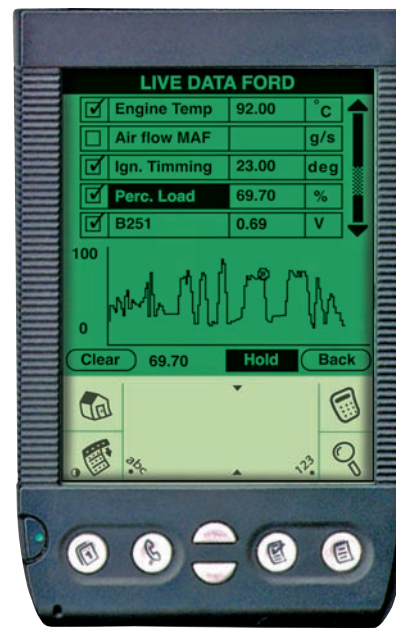 LIVE DATA FORD
Engine Temp 92.00 °C
Air flow MAF g/s
Ign. Timming 23.00 deg
Perc. Load 69.70 %
B251 0.69 V
100
0
Clear 69.70 Hold Back
abc 123
1